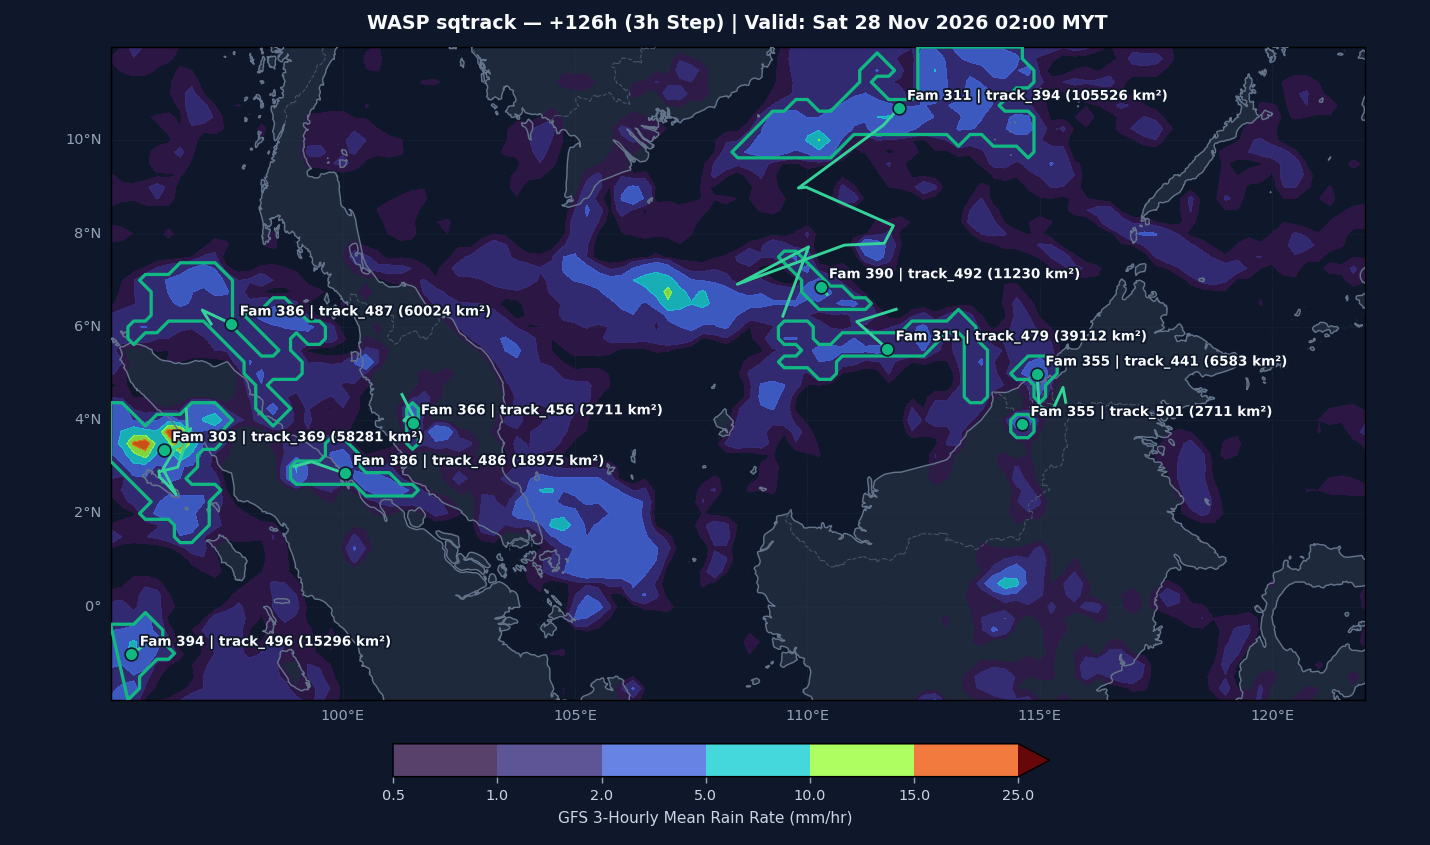 WASP sqtrack — +126h (3h Step) | Valid: Sat 28 Nov 2026 02:00 MYT
Fam 311 | track_394 (105526 km²)
10°N
8°N
Fam 390 | track_492 (11230 km²)
Fam 386 | track_487 (60024 km²)
6°N
Fam 311 | track_479 (39112 km²)
Fam 355 | track_441 (6583 km²)
Fam 366 | track_456 (2711 km²)
Fam 355 | track_501 (2711 km²)
4°N
Fam 303 | track_369 (58281 km²)
Fam 386 | track_486 (18975 km²)
2°N
0°
Fam 394 | track_496 (15296 km²)
100°E 105°E 110°E 115°E 120°E
0.5 1.0 2.0 5.0 10.0 15.0 25.0
GFS 3-Hourly Mean Rain Rate (mm/hr)